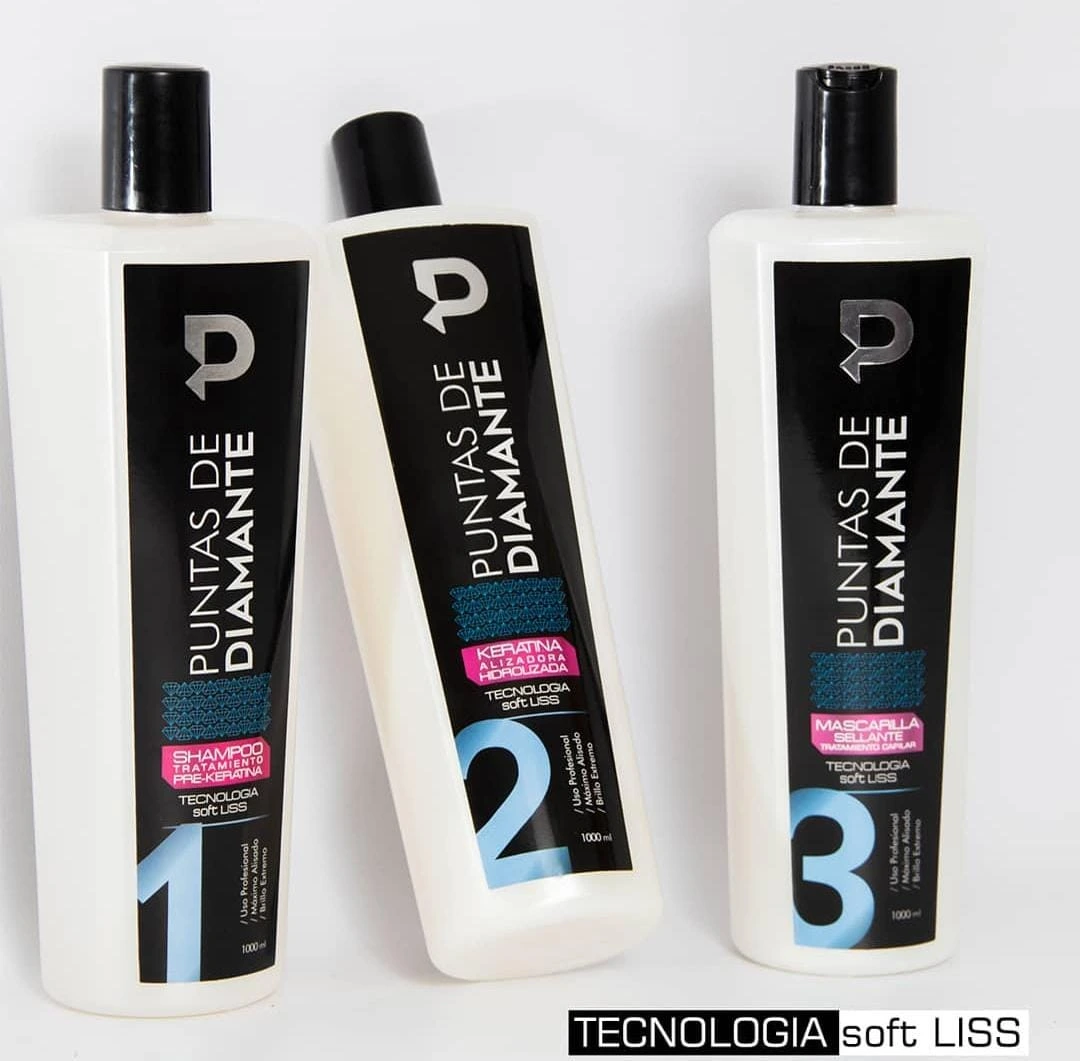 PUNTAS DE
DIAMANTE
SHAMPOO
TRATAMIENTO
PRE-KERATINA
TECNOLOGIA
soft LISS
1
/ Uso Profesional
/ Máximo Alisado
/ Brillo Extremo
1000 ml
PUNTAS DE
DIAMANTE
KERATINA
ALIZADORA
HIDROLIZADA
TECNOLOGIA
soft LISS
2
/ Uso Profesional
/ Máximo Alisado
/ Brillo Extremo
1000 ml
PUNTAS DE
DIAMANTE
MASCARILLA
SELLANTE
TRATAMIENTO CAPILAR
TECNOLOGIA
soft LISS
3
/ Uso Profesional
/ Máximo Alisado
/ Brillo Extremo
1000 ml
TECNOLOGIA soft LISS